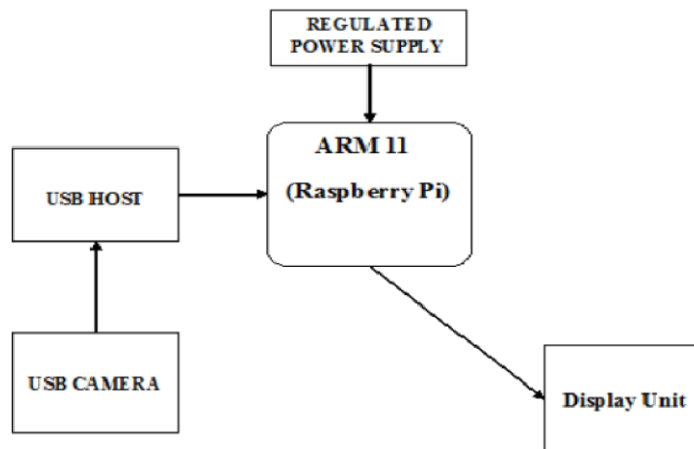 REGULATED
POWER SUPPLY
ARM 11
(Raspberry Pi)
USB HOST
USB CAMERA
Display Unit